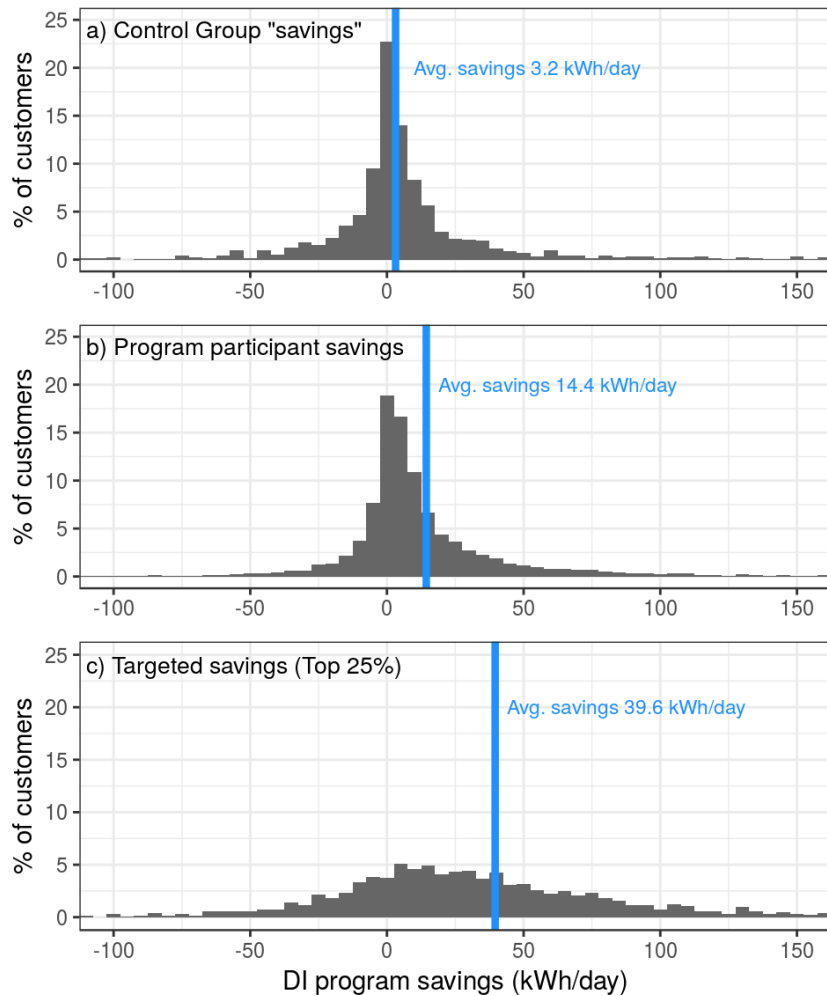 a) Control Group "savings"
Avg. savings 3.2 kWh/day
% of customers
25
20
15
10
5
0
-100 -50 0 50 100 150
b) Program participant savings
Avg. savings 14.4 kWh/day
% of customers
25
20
15
10
5
0
-100 -50 0 50 100 150
c) Targeted savings (Top 25%)
Avg. savings 39.6 kWh/day
% of customers
25
20
15
10
5
0
-100 -50 0 50 100 150
DI program savings (kWh/day)